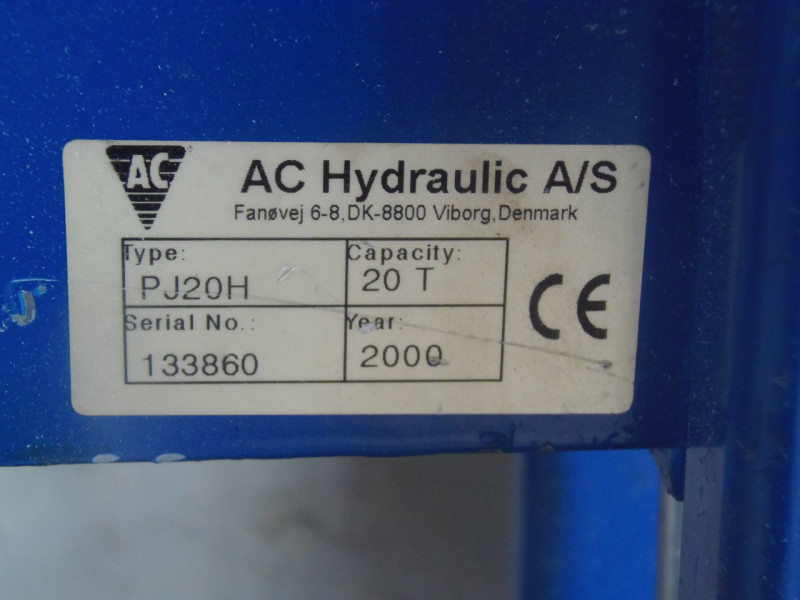 AC
AC Hydraulic A/S
Fanøvej 6-8,DK-8800 Viborg,Denmark
Type: Capacity:
PJ20H 20 T
Serial No.: Year:
133860 2000
CE